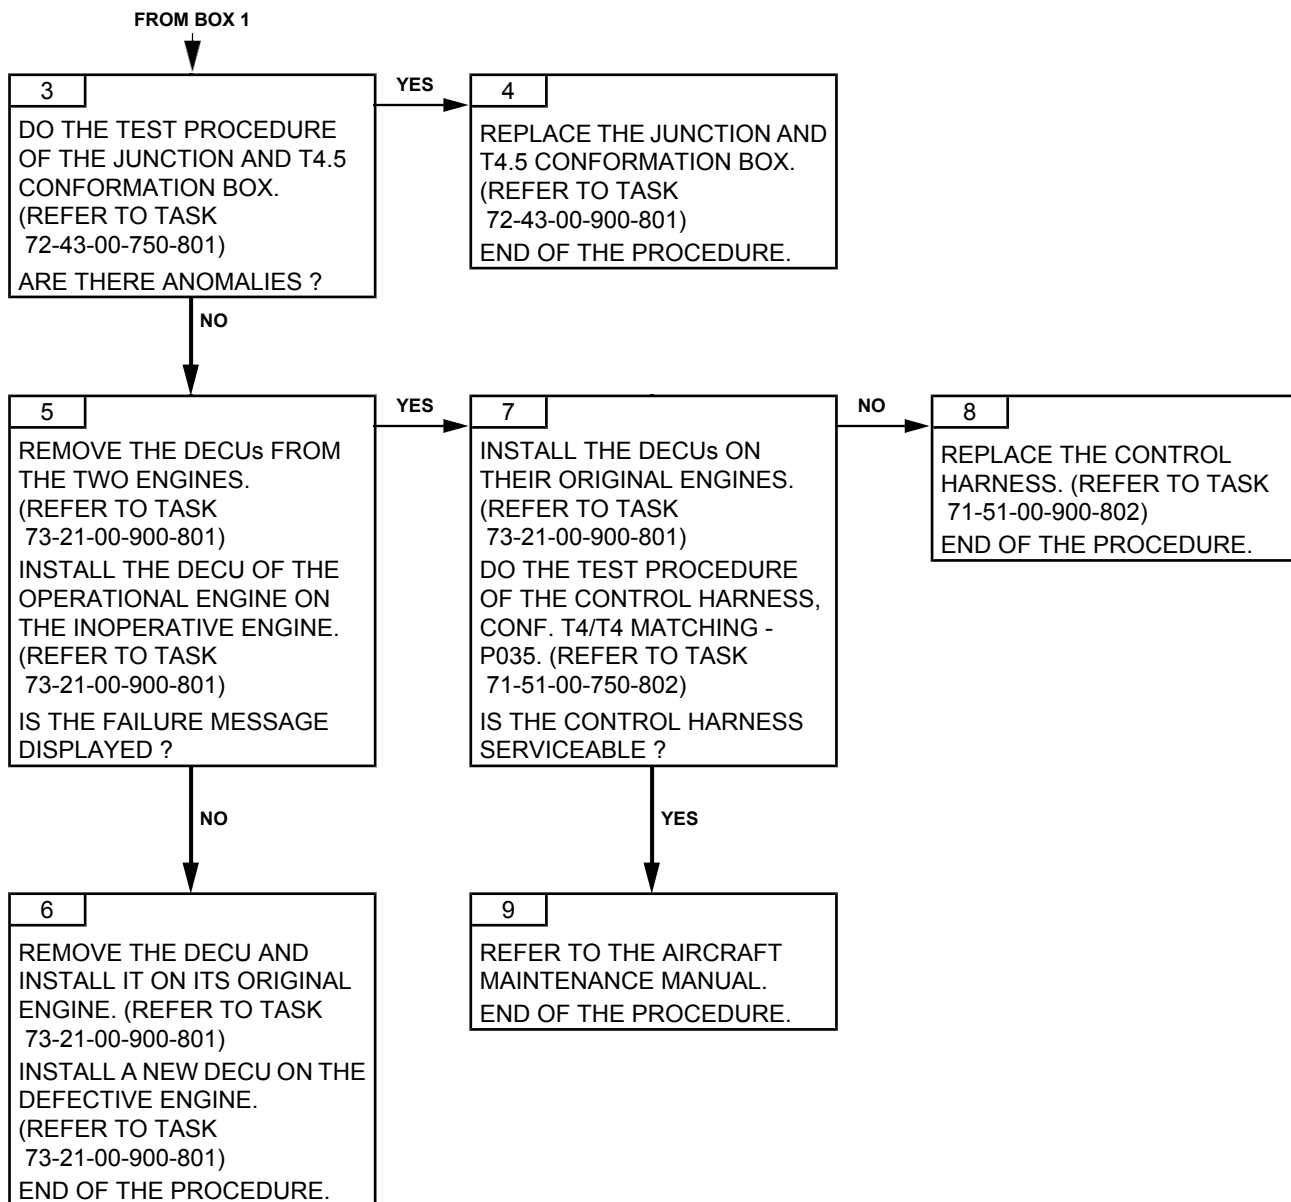 FROM BOX 1
3
DO THE TEST PROCEDURE
OF THE JUNCTION AND T4.5
CONFORMATION BOX.
(REFER TO TASK
72-43-00-750-801)
ARE THERE ANOMALIES ?
YES
4
REPLACE THE JUNCTION AND
T4.5 CONFORMATION BOX.
(REFER TO TASK
72-43-00-900-801)
END OF THE PROCEDURE.
NO
5
REMOVE THE DECUs FROM
THE TWO ENGINES.
(REFER TO TASK
73-21-00-900-801)
INSTALL THE DECU OF THE
OPERATIONAL ENGINE ON
THE INOPERATIVE ENGINE.
(REFER TO TASK
73-21-00-900-801)
IS THE FAILURE MESSAGE
DISPLAYED ?
YES
7
INSTALL THE DECUs ON
THEIR ORIGINAL ENGINES.
(REFER TO TASK
73-21-00-900-801)
DO THE TEST PROCEDURE
OF THE CONTROL HARNESS,
CONF. T4/T4 MATCHING -
P035. (REFER TO TASK
71-51-00-750-802)
IS THE CONTROL HARNESS
SERVICEABLE ?
NO
8
REPLACE THE CONTROL
HARNESS. (REFER TO TASK
71-51-00-900-802)
END OF THE PROCEDURE.
NO
6
REMOVE THE DECU AND
INSTALL IT ON ITS ORIGINAL
ENGINE. (REFER TO TASK
73-21-00-900-801)
INSTALL A NEW DECU ON THE
DEFECTIVE ENGINE.
(REFER TO TASK
73-21-00-900-801)
END OF THE PROCEDURE.
YES
9
REFER TO THE AIRCRAFT
MAINTENANCE MANUAL.
END OF THE PROCEDURE.